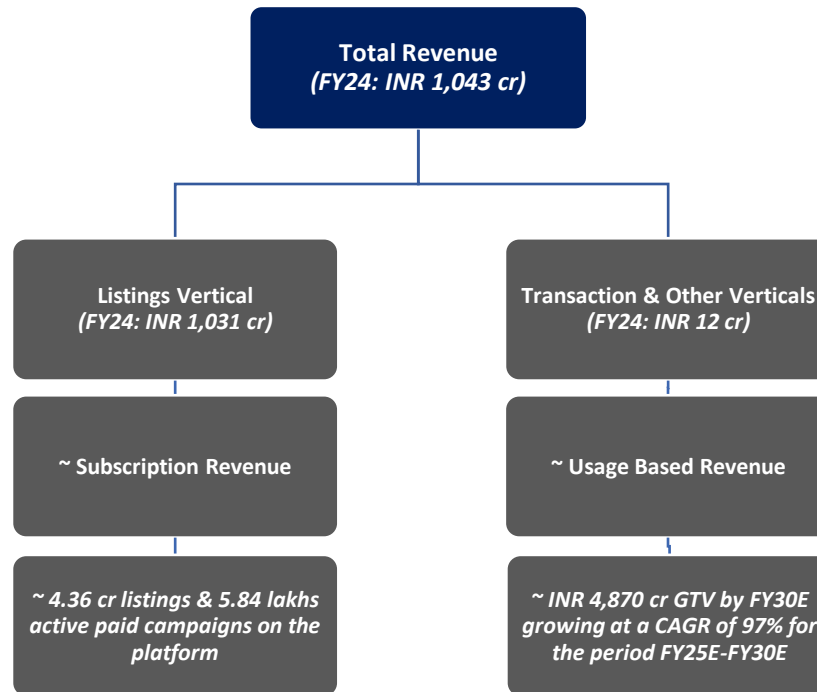 Total Revenue
(FY24: INR 1,043 cr)
Listings Vertical
(FY24: INR 1,031 cr)
Transaction & Other Verticals
(FY24: INR 12 cr)
~ Subscription Revenue
~ Usage Based Revenue
~ 4.36 cr listings & 5.84 lakhs
active paid campaigns on the
platform
~ INR 4,870 cr GTV by FY30E
growing at a CAGR of 97% for
the period FY25E-FY30E